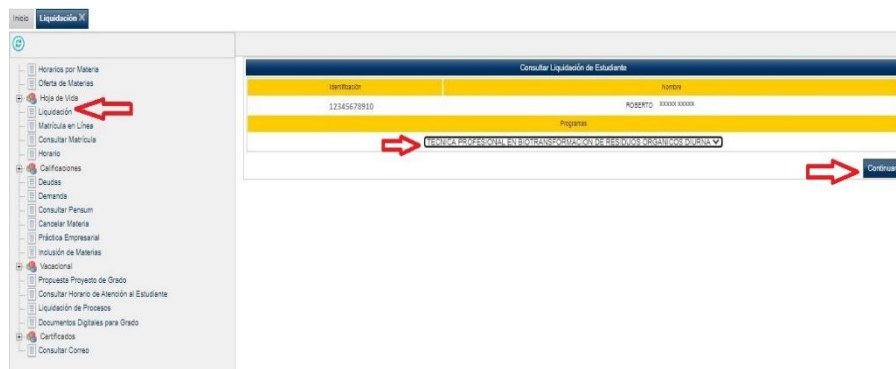 Inicio Liquidación X
Horarios por Materia
Oferta de Materias
Hoja de Vida
Liquidación
Matrícula en Línea
Consultar Matrícula
Horario
Calificaciones
Deudas
Demanda
Consultar Pensum
Cancelar Materia
Práctica Empresarial
Inclusión de Materias
Vacacional
Propuesta Proyecto de Grado
Consultar Horario de Atención al Estudiante
Liquidación de Procesos
Documentos Digitales para Grado
Certificados
Consultar Correo
Consultar Liquidación de Estudiante
Identificación Nombre
12345678910 ROBERTO XXXXX XXXXX
Programas
TECNICA PROFESIONAL EN BIOTRANSFORMACION DE RESIDUOS ORGANICOS DIURNA
Continuar